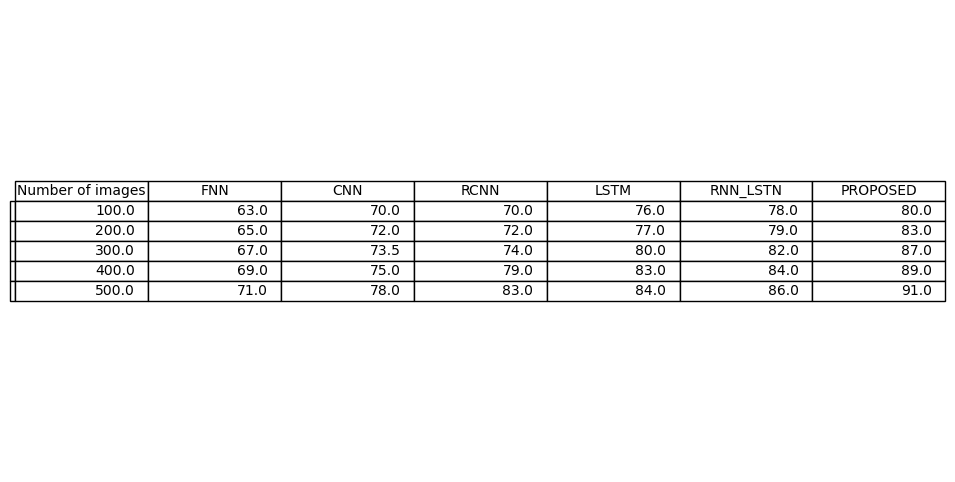 Number of images FNN CNN RCNN LSTM RNN_LSTN PROPOSED
100.0 63.0 70.0 70.0 76.0 78.0 80.0
200.0 65.0 72.0 72.0 77.0 79.0 83.0
300.0 67.0 73.5 74.0 80.0 82.0 87.0
400.0 69.0 75.0 79.0 83.0 84.0 89.0
500.0 71.0 78.0 83.0 84.0 86.0 91.0